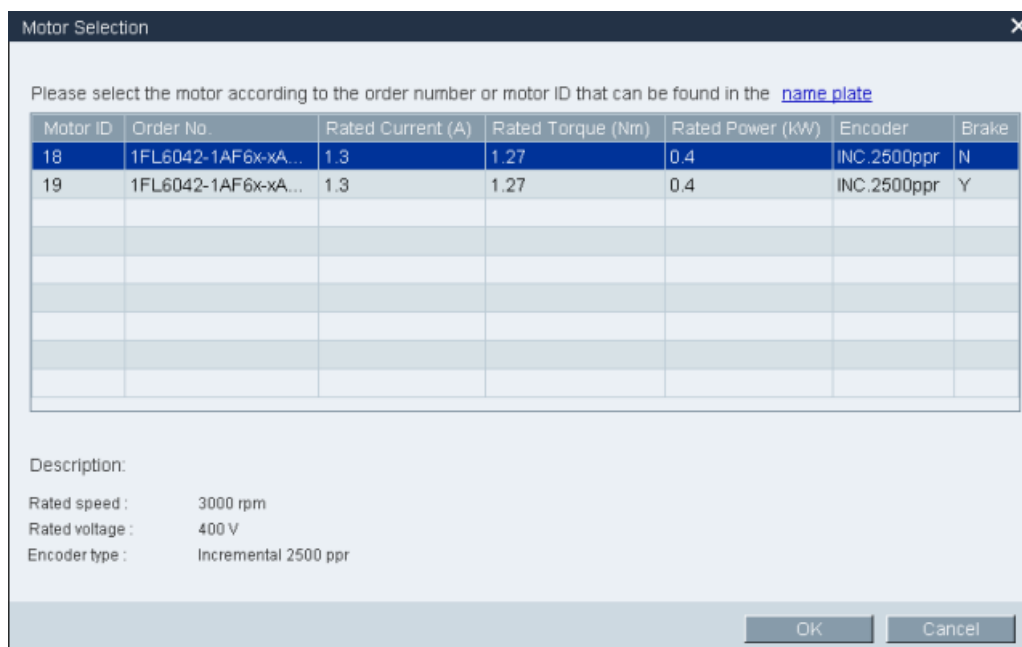 Motor Selection
Please select the motor according to the order number or motor ID that can be found in the name plate
Motor ID Order No. Rated Current (A) Rated Torque (Nm) Rated Power (kW) Encoder Brake
18 1FL6042-1AF6x-xA... 1.3 1.27 0.4 INC.2500ppr N
19 1FL6042-1AF6x-xA... 1.3 1.27 0.4 INC.2500ppr Y
Description:
Rated speed : 3000 rpm
Rated voltage : 400 V
Encoder type : Incremental 2500 ppr
OK Cancel